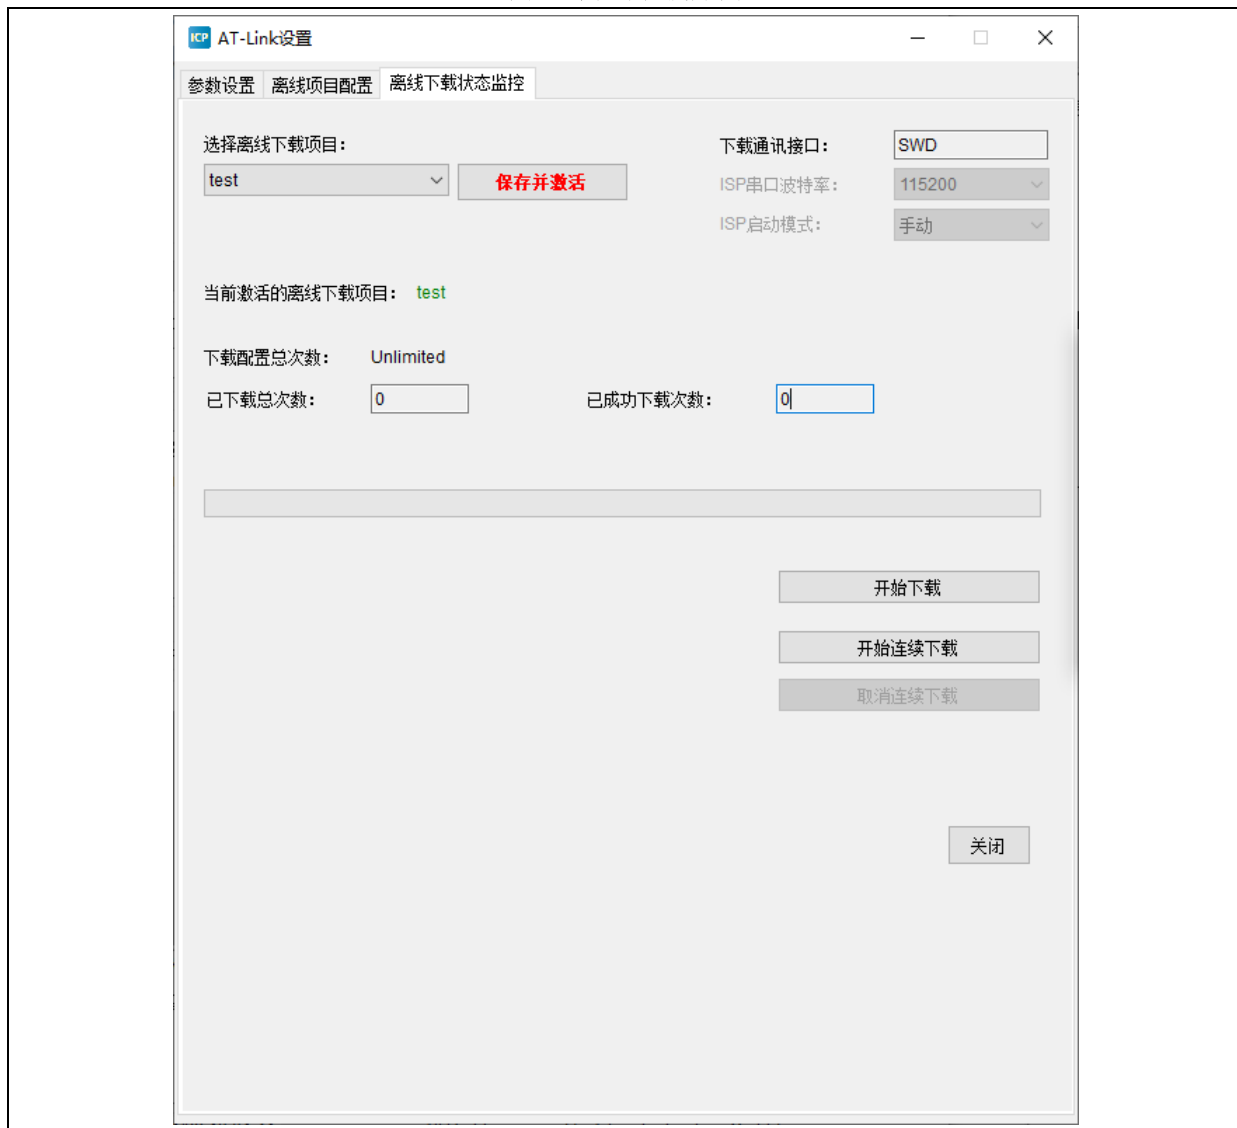 ICP AT-Link设置
参数设置 离线项目配置 离线下载状态监控
选择离线下载项目： 下载通讯接口： SWD
test 保存并激活 ISP串口波特率： 115200
ISP启动模式： 手动
当前激活的离线下载项目： test
下载配置总次数： Unlimited
已下载总次数： 0 已成功下载次数： 0
开始下载
开始连续下载
取消连续下载
关闭